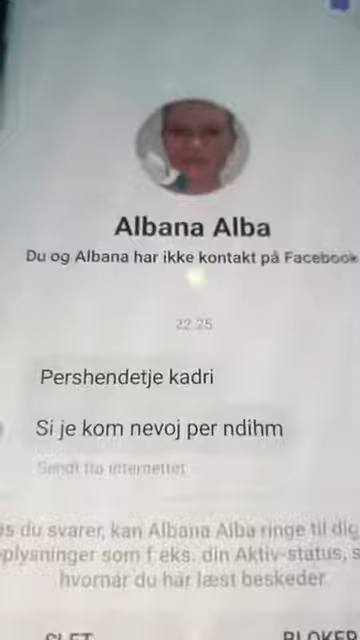 Albana Alba
Du og Albana har ikke kontakt på Facebook
22.25
Pershendetje kadri
Si je kom nevoj per ndihm
Sendt fra internettet
du svarer, kan Albana Alba ringe til dig
plysninger som f.eks. din Aktiv-status, s
hvornår du har læst beskeder.
SLET BLOKER